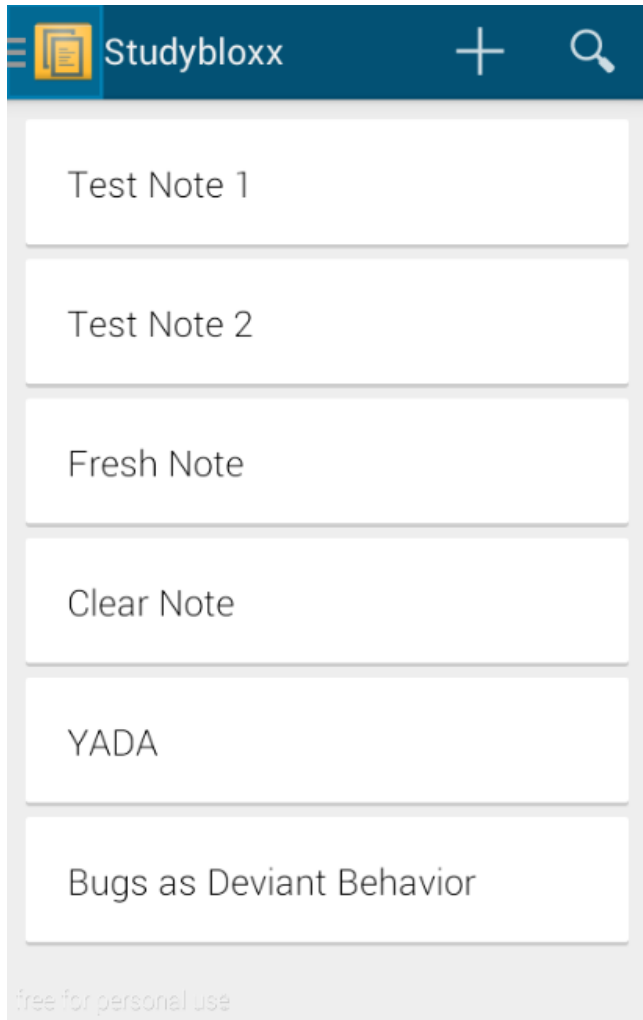 Studybloxx
Test Note 1
Test Note 2
Fresh Note
Clear Note
YADA
Bugs as Deviant Behavior
free for personal use